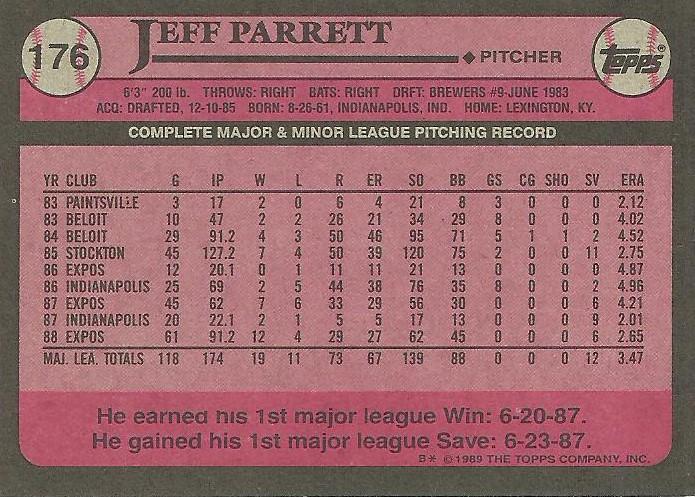 176
JEFF PARRETT
PITCHER
TOPPS
6'3" 200 lb. THROWS: RIGHT BATS: RIGHT DRFT: BREWERS #9-JUNE 1983
ACQ: DRAFTED, 12-10-85 BORN: 8-26-61, INDIANAPOLIS, IND. HOME: LEXINGTON, KY.
COMPLETE MAJOR & MINOR LEAGUE PITCHING RECORD
YR CLUB G IP W L R ER SO BB GS CG SHO SV ERA
83 PAINTSVILLE 3 17 2 0 6 4 21 8 3 0 0 0 2.12
83 BELOIT 10 47 2 2 26 21 34 29 8 0 0 0 4.02
84 BELOIT 29 91.2 4 3 50 46 95 71 5 1 1 2 4.52
85 STOCKTON 45 127.2 7 4 50 39 120 75 2 0 0 11 2.75
86 EXPOS 12 20.1 0 1 11 11 21 13 0 0 0 0 4.87
86 INDIANAPOLIS 25 69 2 5 44 38 76 35 8 0 0 2 4.96
87 EXPOS 45 62 7 6 33 29 56 30 0 0 0 6 4.21
87 INDIANAPOLIS 20 22.1 2 1 5 5 17 13 0 0 0 9 2.01
88 EXPOS 61 91.2 12 4 29 27 62 45 0 0 0 6 2.65
MAJ. LEA. TOTALS 118 174 19 11 73 67 139 88 0 0 0 12 3.47
He earned his 1st major league Win: 6-20-87.
He gained his 1st major league Save: 6-23-87.
B* © 1989 THE TOPPS COMPANY, INC.